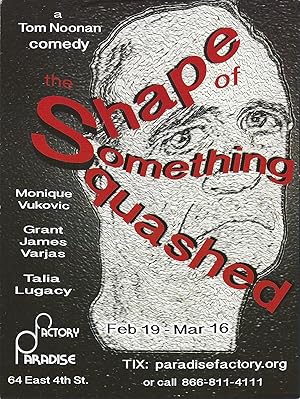 a
Tom Noonan
comedy
the Shape of
Something
Squashed
Monique
Vukovic
Grant
James
Varjas
Talia
Lugacy
Feb 19 - Mar 16
Paradise
Factory
64 East 4th St.
TIX: paradisefactory.org
or call 866-811-4111